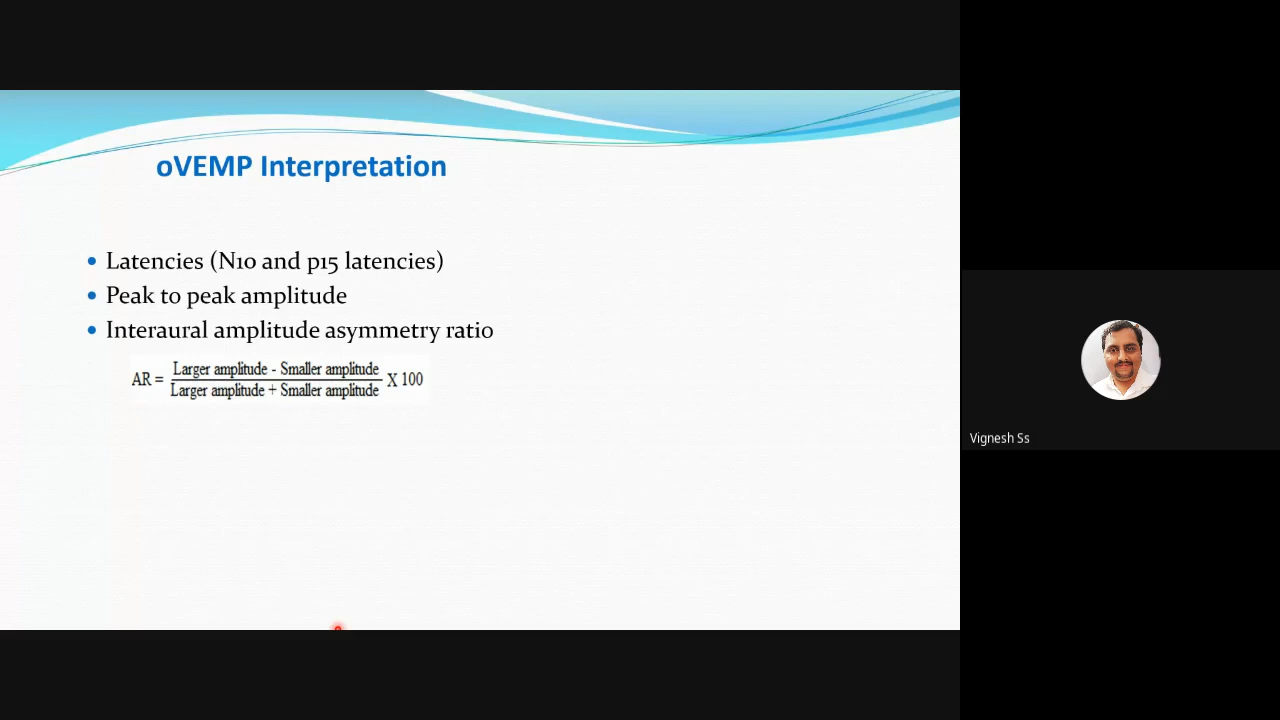 oVEMP Interpretation
• Latencies (N10 and p15 latencies)
• Peak to peak amplitude
• Interaural amplitude asymmetry ratio
AR = Larger amplitude - Smaller amplitude / Larger amplitude + Smaller amplitude X 100
Vignesh Ss